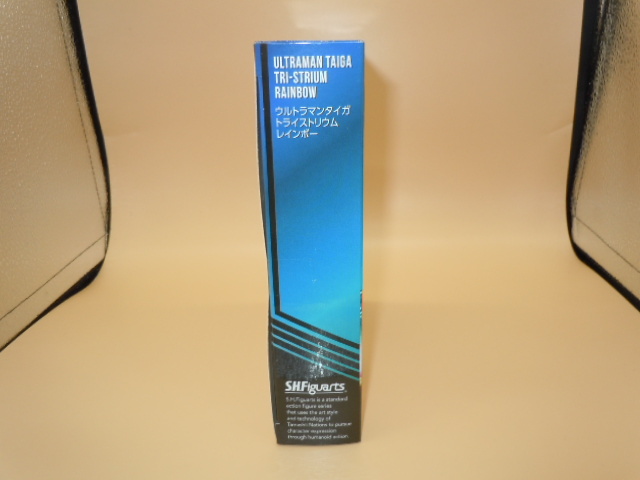 ULTRAMAN TAIGA
TRI-STRIUM
RAINBOW
ウルトラマンタイガ
トライストリウム
レインボー
S.H.Figuarts
S.H.Figuarts is a standard
action figure series
that uses the art style
and technology of
Tamashii Nations to pursue
character expression
through humanoid action.